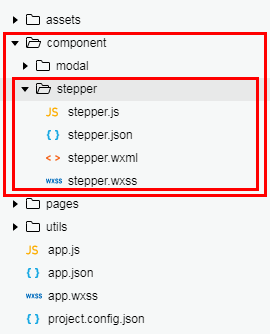 assets
component
modal
stepper
JS stepper.js
{ } stepper.json
< > stepper.wxml
wxss stepper.wxss
pages
utils
JS app.js
{ } app.json
wxss app.wxss
{ } project.config.json